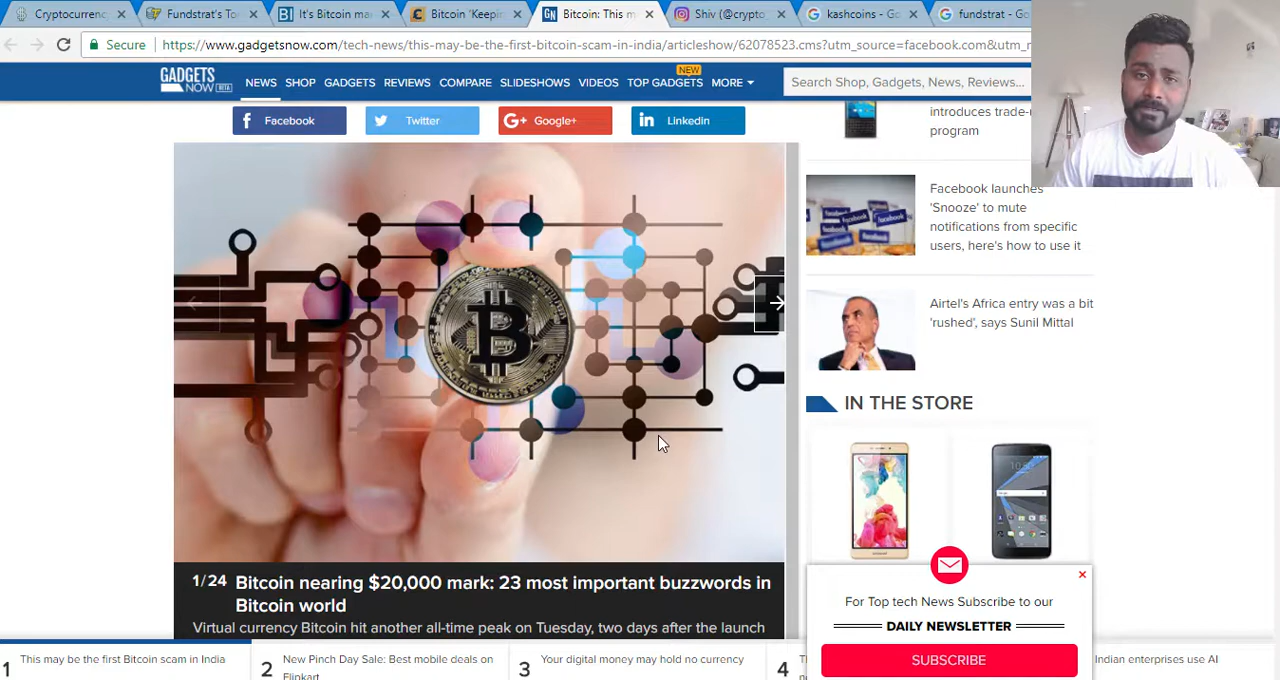 Cryptocurrenc
Fundstrat's To
It's Bitcoin ma
Bitcoin 'Keepin
Bitcoin: This m
Shiv (@crypto
kashcoins - Go
fundstrat - Go
Secure
https://www.gadgetsnow.com/tech-news/this-may-be-the-first-bitcoin-scam-in-india/articleshow/62078523.cms?utm_source=facebook.com&utm_
GADGETS
NOW BETA
NEWS SHOP GADGETS REVIEWS COMPARE SLIDESHOWS VIDEOS TOP GADGETS MORE
NEW
Search Shop, Gadgets, News, Reviews...
Facebook
Twitter
Google+
Linkedin
introduces trade-
program
Facebook launches
'Snooze' to mute
notifications from specific
users, here's how to use it
Airtel's Africa entry was a bit
'rushed', says Sunil Mittal
IN THE STORE
1/24 Bitcoin nearing $20,000 mark: 23 most important buzzwords in
Bitcoin world
Virtual currency Bitcoin hit another all-time peak on Tuesday, two days after the launch
For Top tech News Subscribe to our
DAILY NEWSLETTER
SUBSCRIBE
1 This may be the first Bitcoin scam in India
2 New Pinch Day Sale: Best mobile deals on
Flipkart
3 Your digital money may hold no currency
4
Indian enterprises use AI